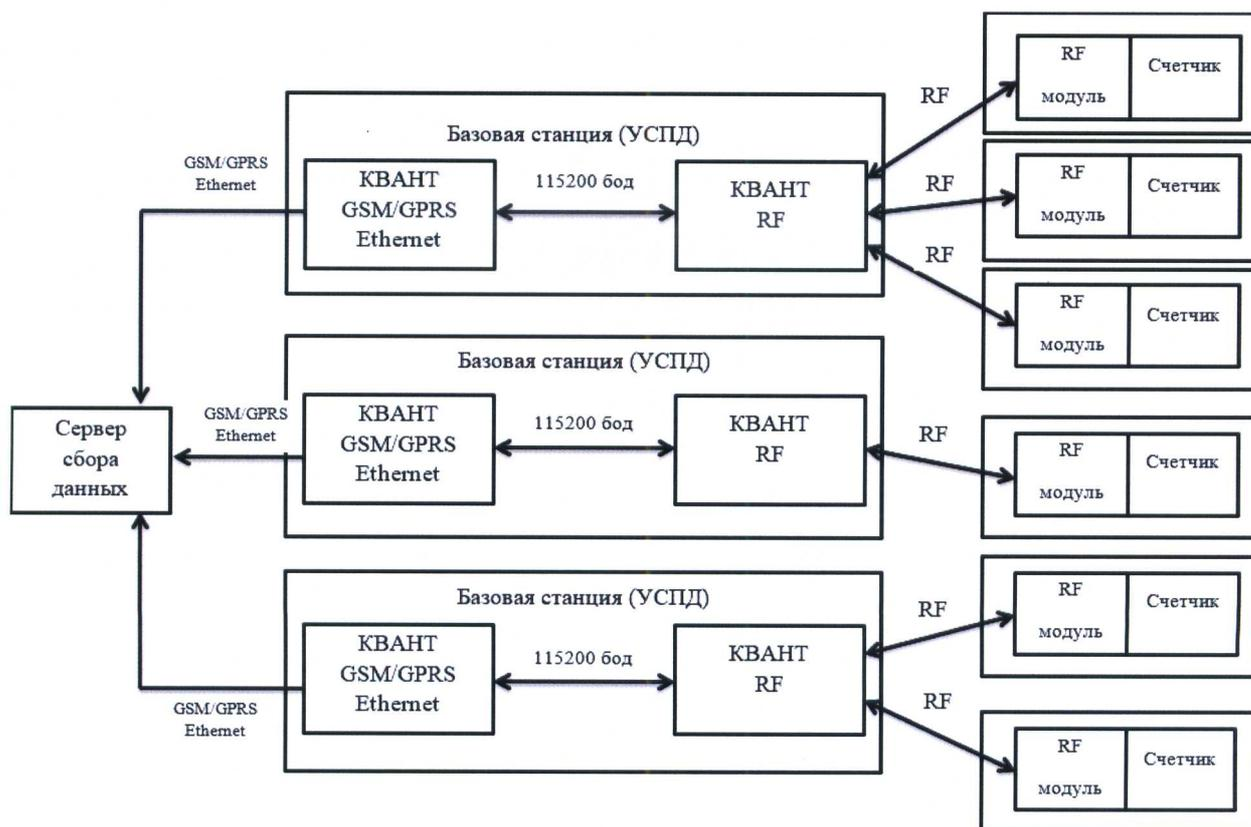 RF
Счетчик
модуль
RF
Базовая станция (УСПД)
GSM/GPRS
Ethernet
КВАНТ
GSM/GPRS
Ethernet
115200 бод
КВАНТ
RF
RF
RF
Счетчик
модуль
RF
RF
Счетчик
модуль
Базовая станция (УСПД)
Сервер
сбора
данных
GSM/GPRS
Ethernet
КВАНТ
GSM/GPRS
Ethernet
115200 бод
КВАНТ
RF
RF
RF
Счетчик
модуль
Базовая станция (УСПД)
GSM/GPRS
Ethernet
КВАНТ
GSM/GPRS
Ethernet
115200 бод
КВАНТ
RF
RF
RF
Счетчик
модуль
RF
RF
Счетчик
модуль